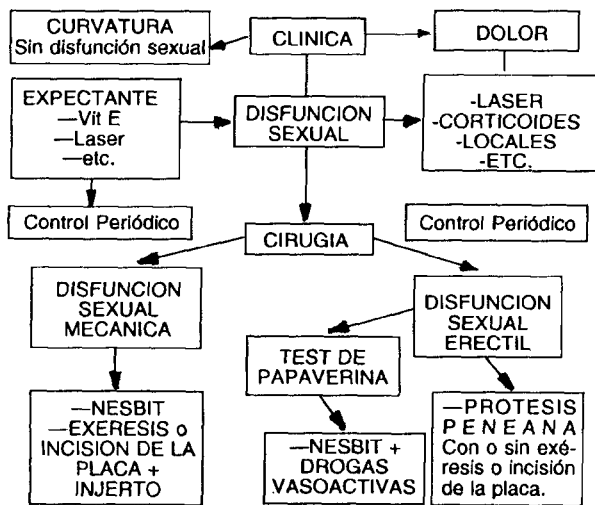 CURVATURA
Sin disfunción sexual
CLINICA
DOLOR
EXPECTANTE
—Vit E
—Laser
—etc.
DISFUNCION
SEXUAL
-LASER
-CORTICOIDES
-LOCALES
-ETC.
Control Periódico
CIRUGIA
Control Periódico
DISFUNCION
SEXUAL
MECANICA
DISFUNCION
SEXUAL
ERECTIL
TEST DE
PAPAVERINA
—NESBIT
—EXERESIS o
INCISION DE LA
PLACA +
INJERTO
—NESBIT +
DROGAS
VASOACTIVAS
—PROTESIS
PENEANA
Con o sin exé-
resis o incisión
de la placa.